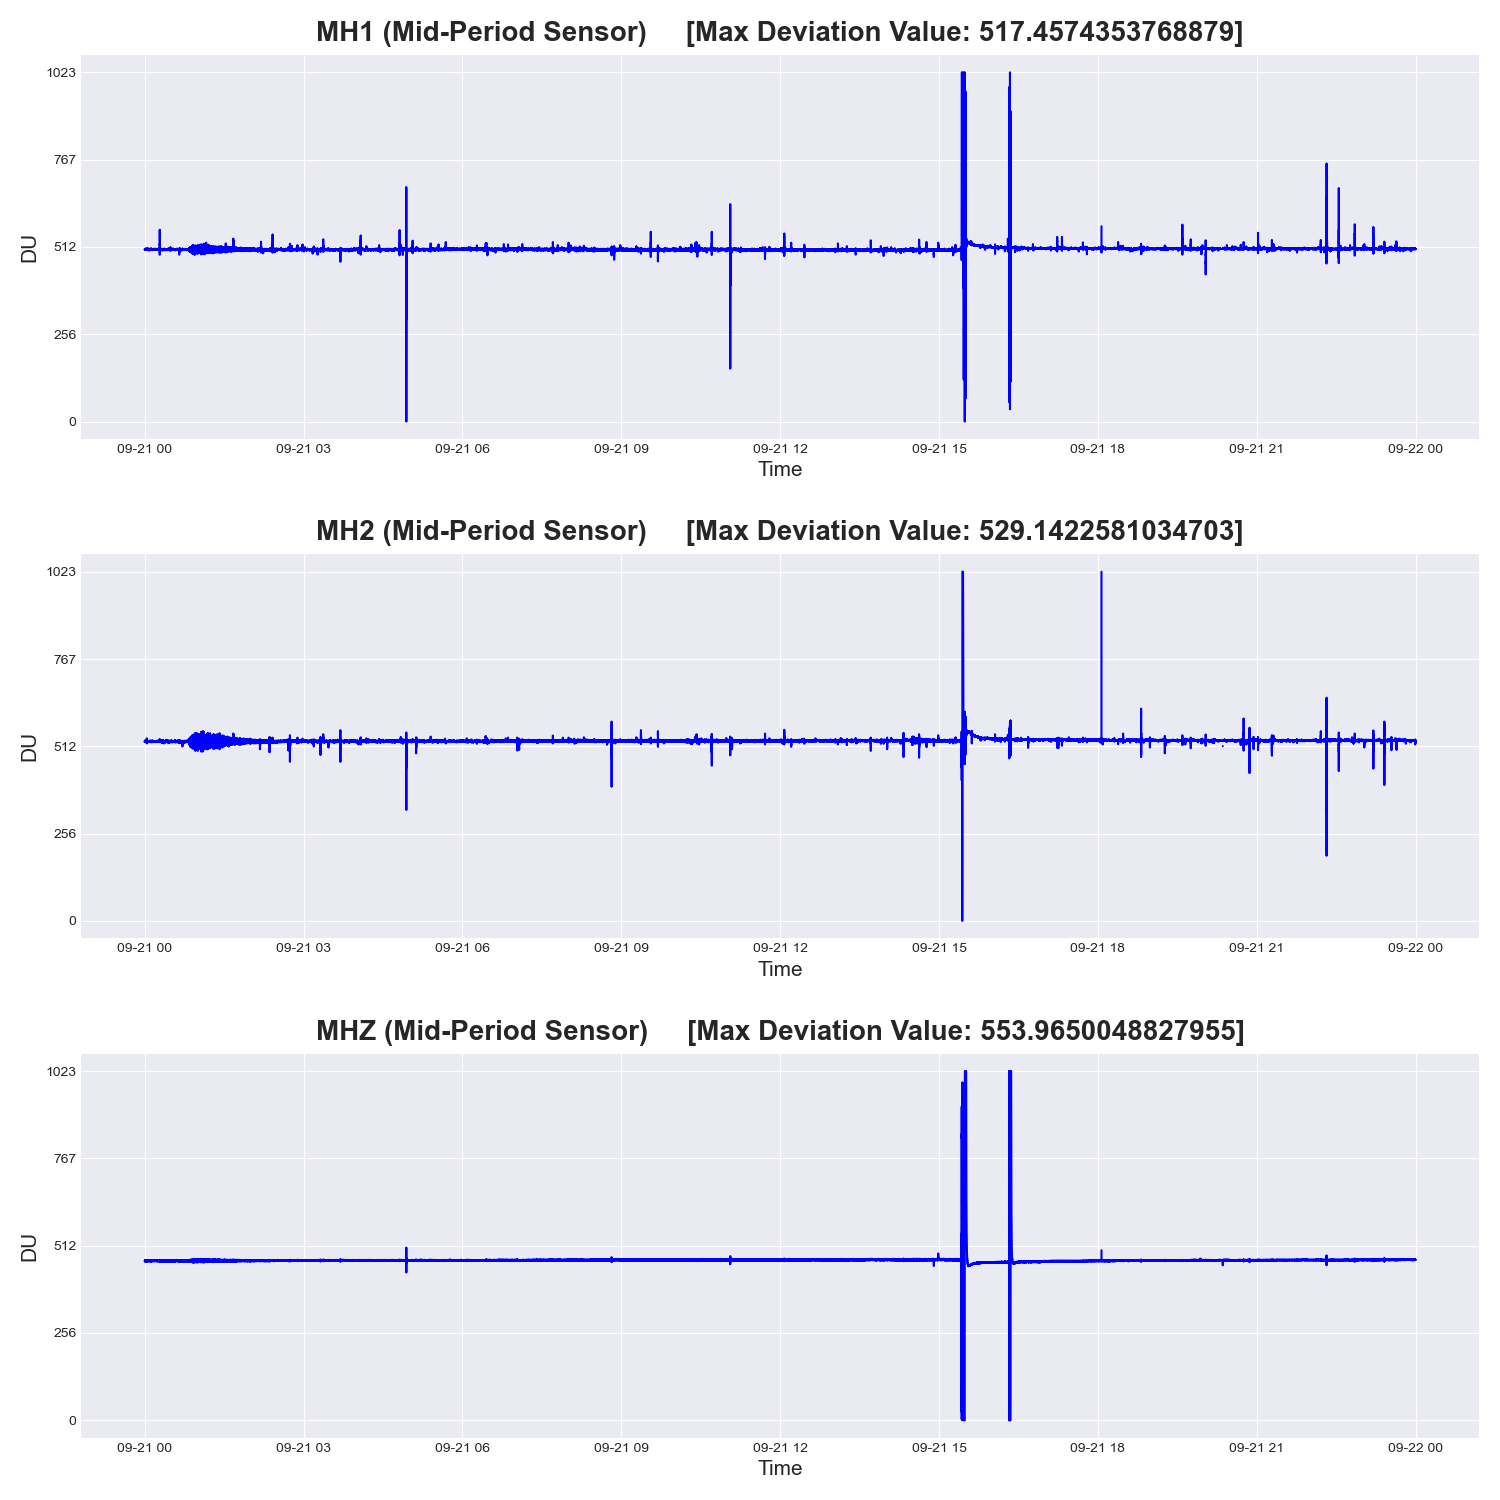 MH1 (Mid-Period Sensor) [Max Deviation Value: 517.4574353768879]
1023
767
512
256
0
DU
09-21 00 09-21 03 09-21 06 09-21 09 09-21 12 09-21 15 09-21 18 09-21 21 09-22 00
Time
MH2 (Mid-Period Sensor) [Max Deviation Value: 529.1422581034703]
1023
767
512
256
0
DU
09-21 00 09-21 03 09-21 06 09-21 09 09-21 12 09-21 15 09-21 18 09-21 21 09-22 00
Time
MHZ (Mid-Period Sensor) [Max Deviation Value: 553.9650048827955]
1023
767
512
256
0
DU
09-21 00 09-21 03 09-21 06 09-21 09 09-21 12 09-21 15 09-21 18 09-21 21 09-22 00
Time